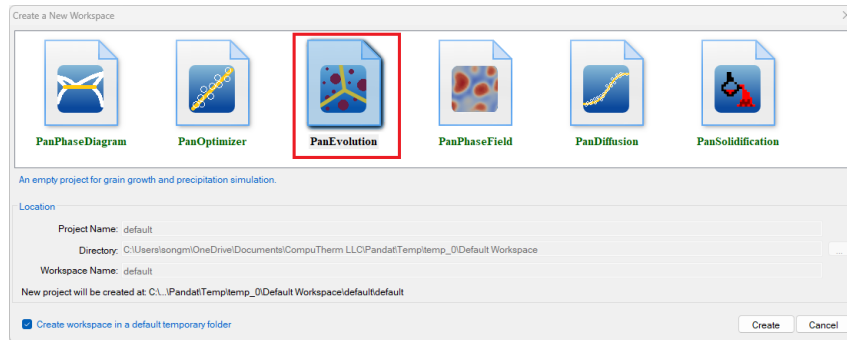 Create a New Workspace
PanPhaseDiagram PanOptimizer PanEvolution PanPhaseField PanDiffusion PanSolidification
An empty project for grain growth and precipitation simulation.
Location
Project Name: default
Directory: C:\Users\songm\OneDrive\Documents\CompuTherm LLC\Pandat\Temp\temp_0\Default Workspace
...
Workspace Name: default
New project will be created at: C:\...\Pandat\Temp\temp_0\Default Workspace\default\default
Create workspace in a default temporary folder
Create Cancel